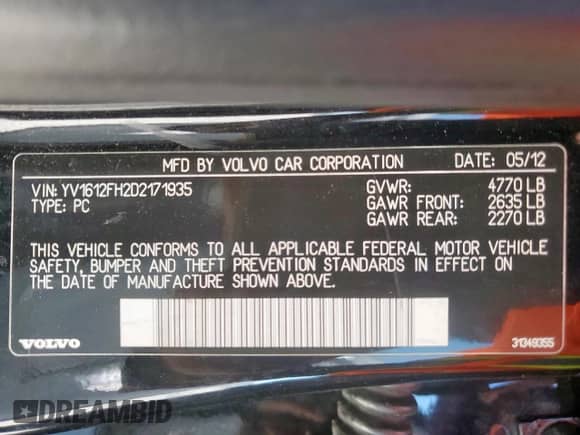 MFD BY VOLVO CAR CORPORATION DATE: 05/12
VIN: YV1612FH2D2171935 GVWR: 4770 LB
TYPE: PC GAWR FRONT: 2635 LB
GAWR REAR: 2270 LB
THIS VEHICLE CONFORMS TO ALL APPLICABLE FEDERAL MOTOR VEHICLE
SAFETY, BUMPER AND THEFT PREVENTION STANDARDS IN EFFECT ON
THE DATE OF MANUFACTURE SHOWN ABOVE.
VOLVO 31349355
DREAMBID